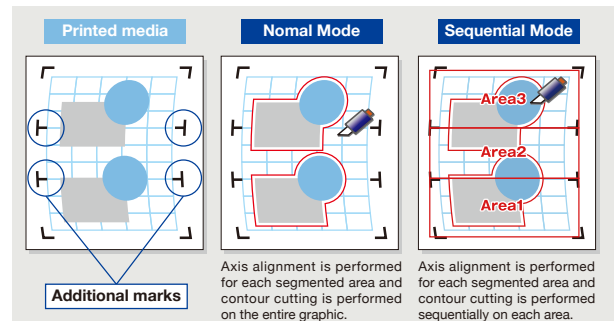 Printed media
Nomal Mode
Sequential Mode
Area3
Area2
Area1
Additional marks
Axis alignment is performed
for each segmented area and
contour cutting is performed
on the entire graphic.
Axis alignment is performed
for each segmented area and
contour cutting is performed
sequentially on each area.